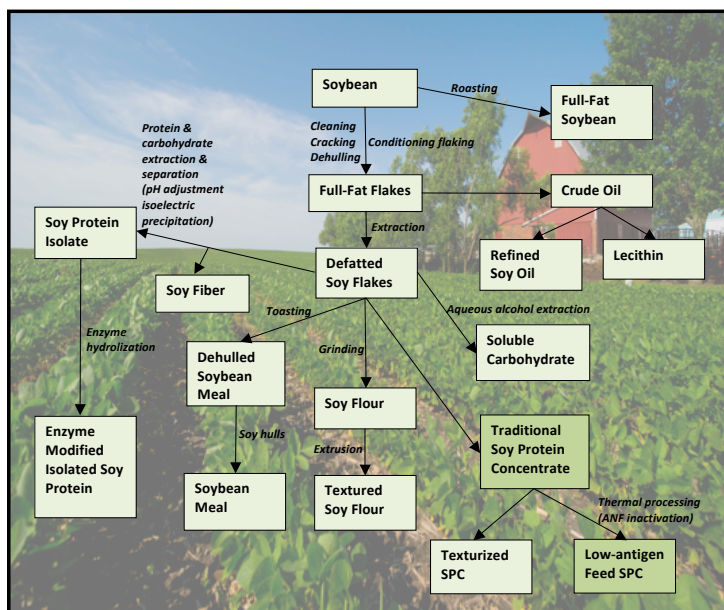 Soybean
Roasting
Full-Fat
Soybean
Protein &
carbohydrate
extraction &
separation
(pH adjustment
isoelectric
precipitation)
Cleaning
Cracking
Dehulling
Conditioning flaking
Full-Fat Flakes
Crude Oil
Soy Protein
Isolate
Extraction
Refined
Soy Oil
Lecithin
Defatted
Soy Flakes
Soy Fiber
Toasting
Aqueous alcohol extraction
Enzyme
hydrolization
Dehulled
Soybean
Meal
Grinding
Soluble
Carbohydrate
Soy Flour
Enzyme
Modified
Isolated Soy
Protein
Soy hulls
Extrusion
Traditional
Soy Protein
Concentrate
Soybean
Meal
Textured
Soy Flour
Thermal processing
(ANF inactivation)
Texturized
SPC
Low-antigen
Feed SPC